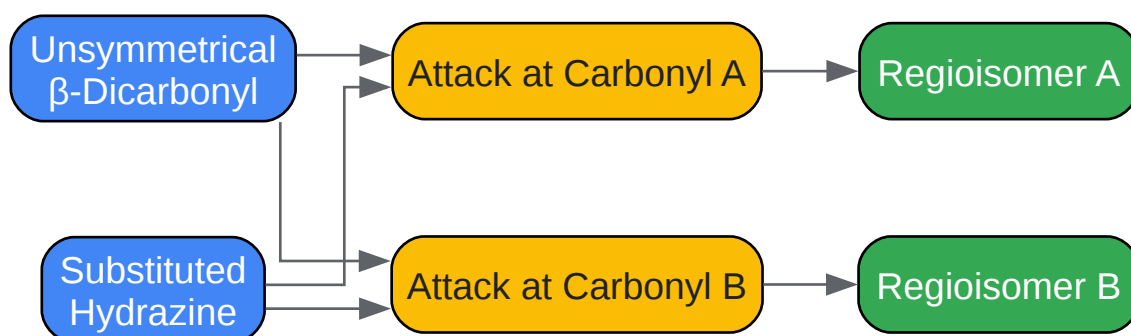 Unsymmetrical
β-Dicarbonyl
Attack at Carbonyl A
Regioisomer A
Substituted
Hydrazine
Attack at Carbonyl B
Regioisomer B